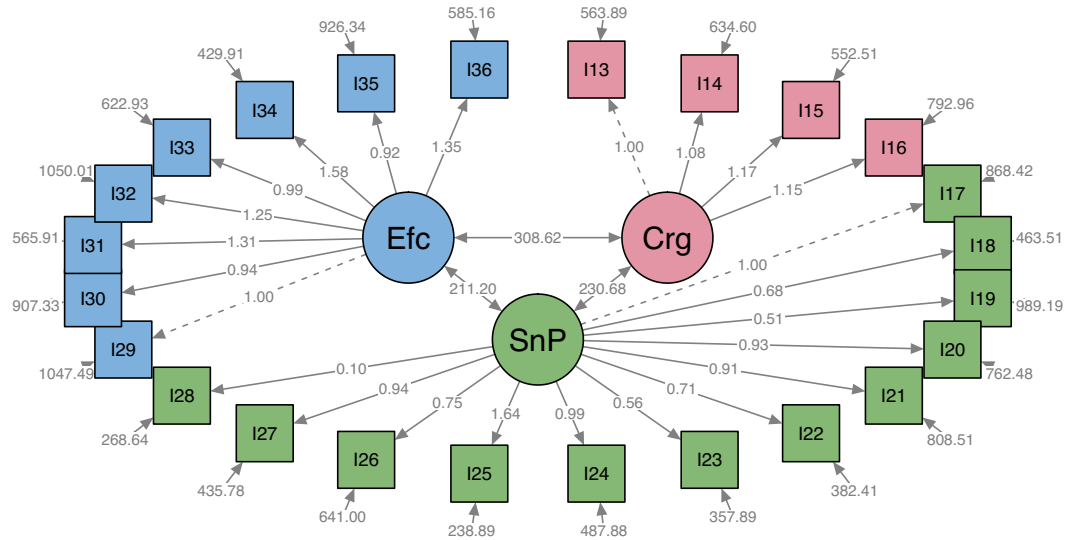 585.16 563.89
926.34 634.60
429.91 552.51
I36 I13
I35 I14
622.93 I34 I15 792.96
I33 1.35 1.00 1.08 I16
0.92 1.17
1.58 1.15
1050.01 0.99 868.42
I32 I17
1.25
565.91 I31 1.31 Efc 308.62 Crg I18 463.51
0.94 1.00
211.20 230.68 0.68
907.33 I30 1.00 I19 989.19
0.51
I29 SnP 0.93 I20
1047.49 0.10 0.91 762.48
I28 0.94 0.75 1.64 0.99 0.56 0.71 I21
268.64 I27 I22 808.51
I26 I23
I25 I24
435.78 382.41
641.00 357.89
238.89 487.88